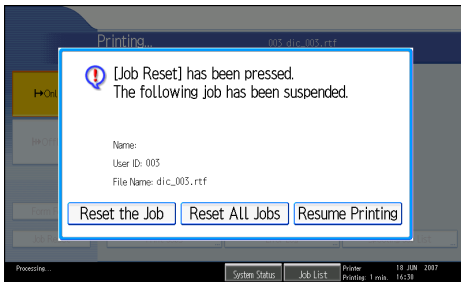 Printing...
003 dic_003.rtf
[Job Reset] has been pressed.
The following job has been suspended.
Name:
User ID: 003
File Name: dic_003.rtf
Reset the Job
Reset All Jobs
Resume Printing
Processing...
System Status
Job List
Printer
Printing: 1 min.
18 JUN 2007
16:30